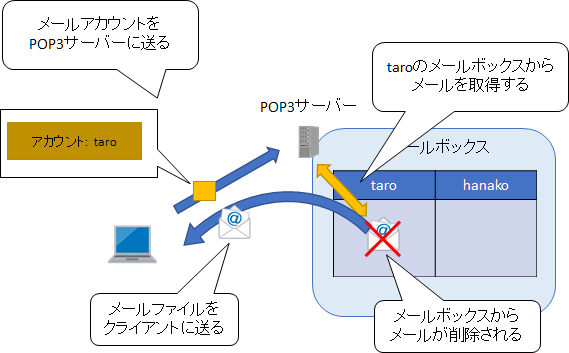 メールアカウントを
POP3サーバーに送る
taroのメールボックスから
メールを取得する
POP3サーバー
アカウント: taro
ールボックス
taro
hanako
@
@
メールファイルを
クライアントに送る
メールボックスから
メールが削除される